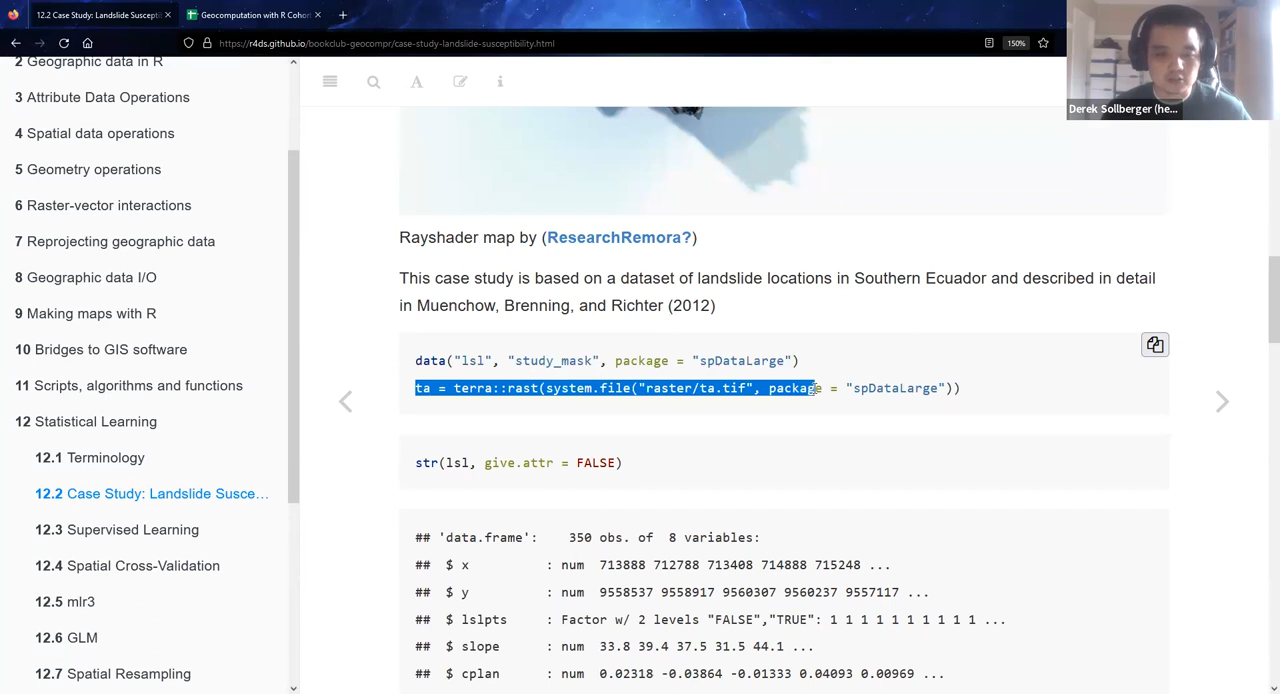 12.2 Case Study: Landslide Suscepti
Geocomputation with R Cohor
https://r4ds.github.io/bookclub-geocompr/case-study-landslide-susceptibility.html
150%
Derek Sollberger (he...
2 Geographic data in R
3 Attribute Data Operations
4 Spatial data operations
5 Geometry operations
6 Raster-vector interactions
7 Reprojecting geographic data
8 Geographic data I/O
9 Making maps with R
10 Bridges to GIS software
11 Scripts, algorithms and functions
12 Statistical Learning
12.1 Terminology
12.2 Case Study: Landslide Susce…
12.3 Supervised Learning
12.4 Spatial Cross-Validation
12.5 mlr3
12.6 GLM
12.7 Spatial Resampling
Rayshader map by (ResearchRemora?)
This case study is based on a dataset of landslide locations in Southern Ecuador and described in detail
in Muenchow, Brenning, and Richter (2012)
data("lsl", "study_mask", package = "spDataLarge")
ta = terra::rast(system.file("raster/ta.tif", package = "spDataLarge"))
str(lsl, give.attr = FALSE)
## 'data.frame':    350 obs. of  8 variables:
##  $ x         : num  713888 712788 713408 714888 715248 ...
##  $ y         : num  9558537 9558917 9560307 9560237 9557117 ...
##  $ lslpts    : Factor w/ 2 levels "FALSE","TRUE": 1 1 1 1 1 1 1 1 1 1 ...
##  $ slope     : num  33.8 39.4 37.5 31.5 44.1 ...
##  $ cplan     : num  0.02318 -0.03864 -0.01333 0.04093 0.00969 ...